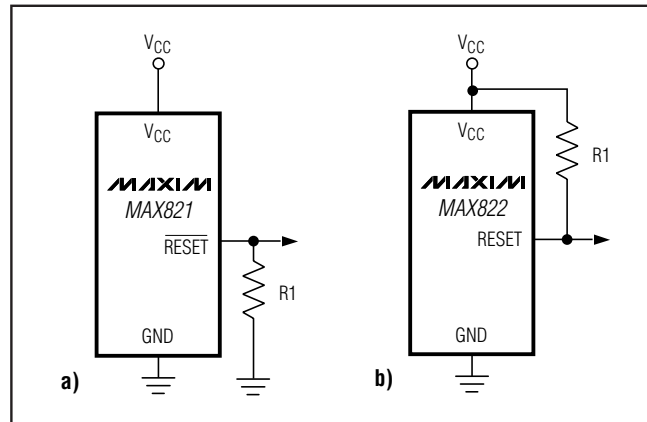 VCC
VCC
MAXIM
MAX821
RESET
R1
GND
a)
VCC
VCC
MAXIM
MAX822
RESET
R1
b)
GND